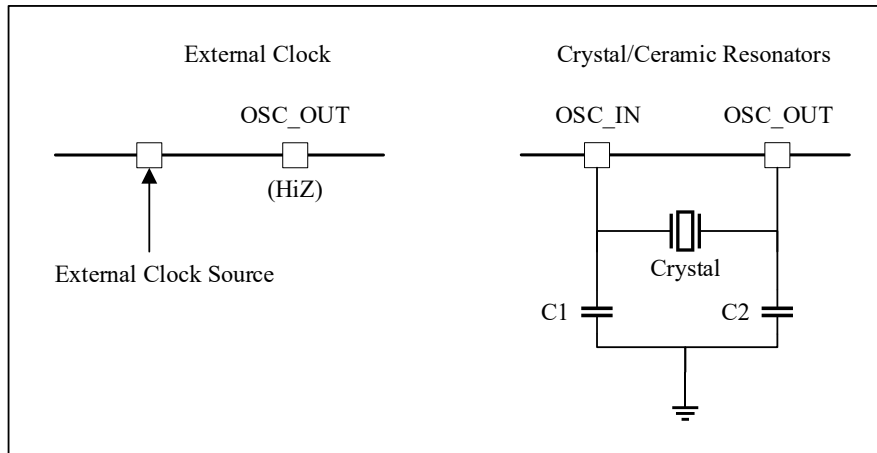 External Clock
OSC_OUT
(HiZ)
External Clock Source
Crystal/Ceramic Resonators
OSC_IN OSC_OUT
Crystal
C1 C2